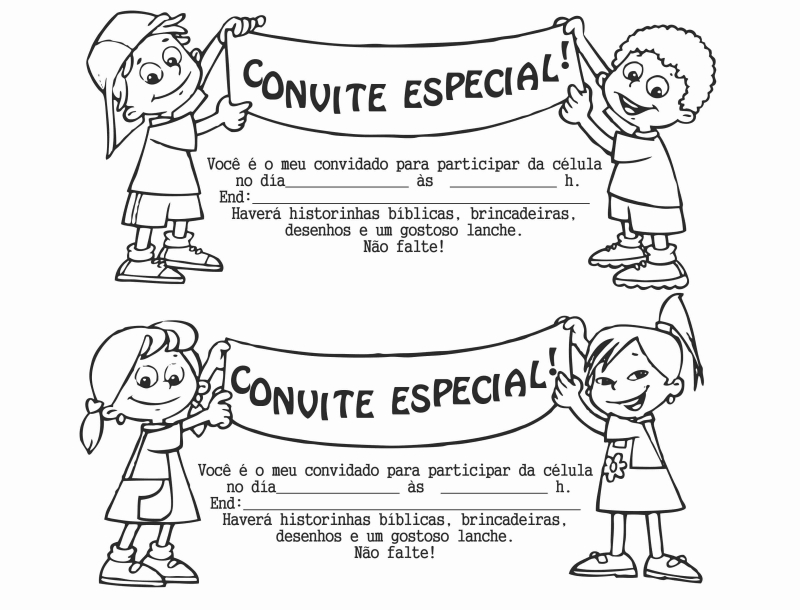 CONVITE ESPECIAL!
Você é o meu convidado para participar da célula
no día______________ às ____________ h.
End:______________________________________
Haverá historinhas bíblicas, brincadeiras,
desenhos e um gostoso lanche.
Não falte!
CONVITE ESPECIAL!
Você é o meu convidado para participar da célula
no día______________ às ____________ h.
End:______________________________________
Haverá historinhas bíblicas, brincadeiras,
desenhos e um gostoso lanche.
Não falte!